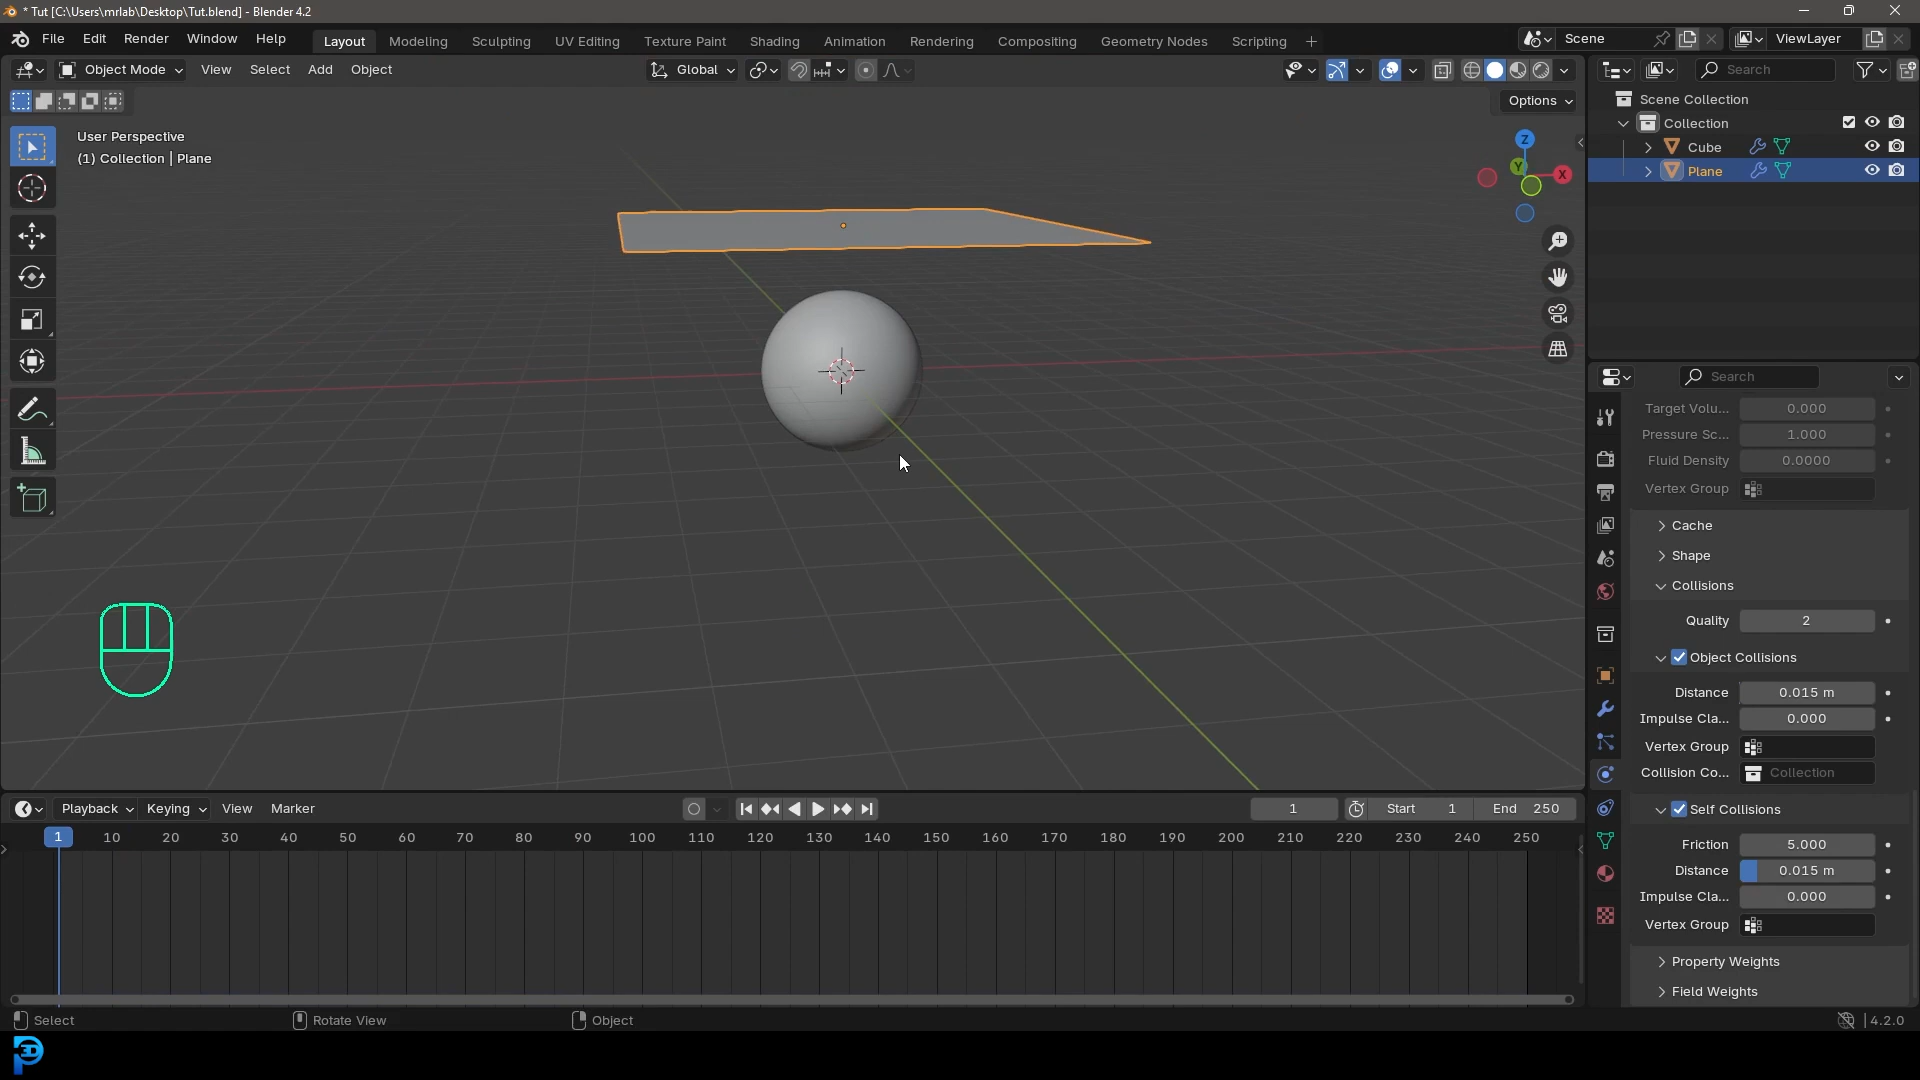 * Tut [C:\Users\mrlab\Desktop\Tut.blend] - Blender 4.2
File Edit Render Window Help Layout Modeling Sculpting UV Editing Texture Paint Shading Animation Rendering Compositing Geometry Nodes Scripting + Scene ViewLayer
Object Mode View Select Add Object Global Search
Options
User Perspective
(1) Collection | Plane
Z
Y
X
Scene Collection
Collection
Cube
Plane
Search
Target Volu... 0.000
Pressure Sc... 1.000
Fluid Density 0.0000
Vertex Group
Cache
Shape
Collisions
Quality 2
Object Collisions
Distance 0.015 m
Impulse Cla... 0.000
Vertex Group
Collision Co... Collection
Self Collisions
Friction 5.000
Distance 0.015 m
Impulse Cla... 0.000
Vertex Group
Property Weights
Field Weights
Playback Keying View Marker 1 Start 1 End 250
1 10 20 30 40 50 60 70 80 90 100 110 120 130 140 150 160 170 180 190 200 210 220 230 240 250
Select Rotate View Object 4.2.0